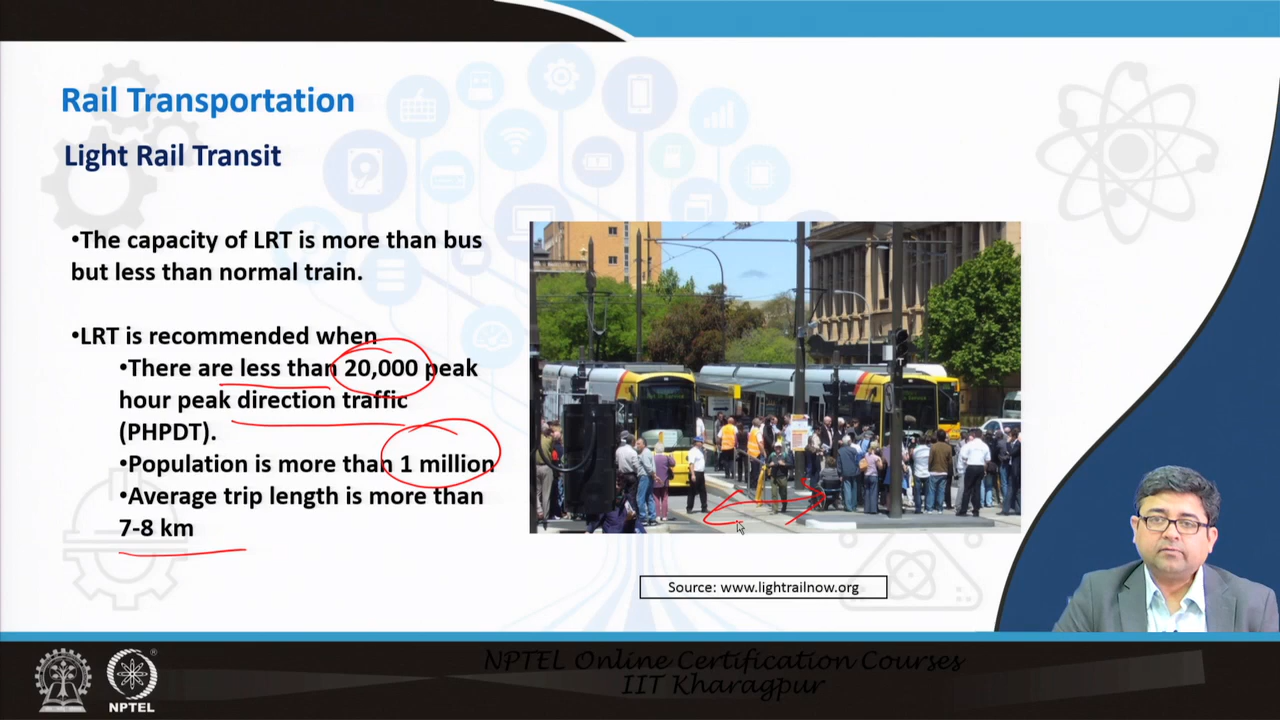 Rail Transportation
Light Rail Transit
•The capacity of LRT is more than bus
but less than normal train.
•LRT is recommended when
•There are less than 20,000 peak
hour peak direction traffic
(PHPDT).
•Population is more than 1 million
•Average trip length is more than
7-8 km
Source: www.lightrailnow.org
NPTEL Online Certification Courses
IIT Kharagpur
NPTEL